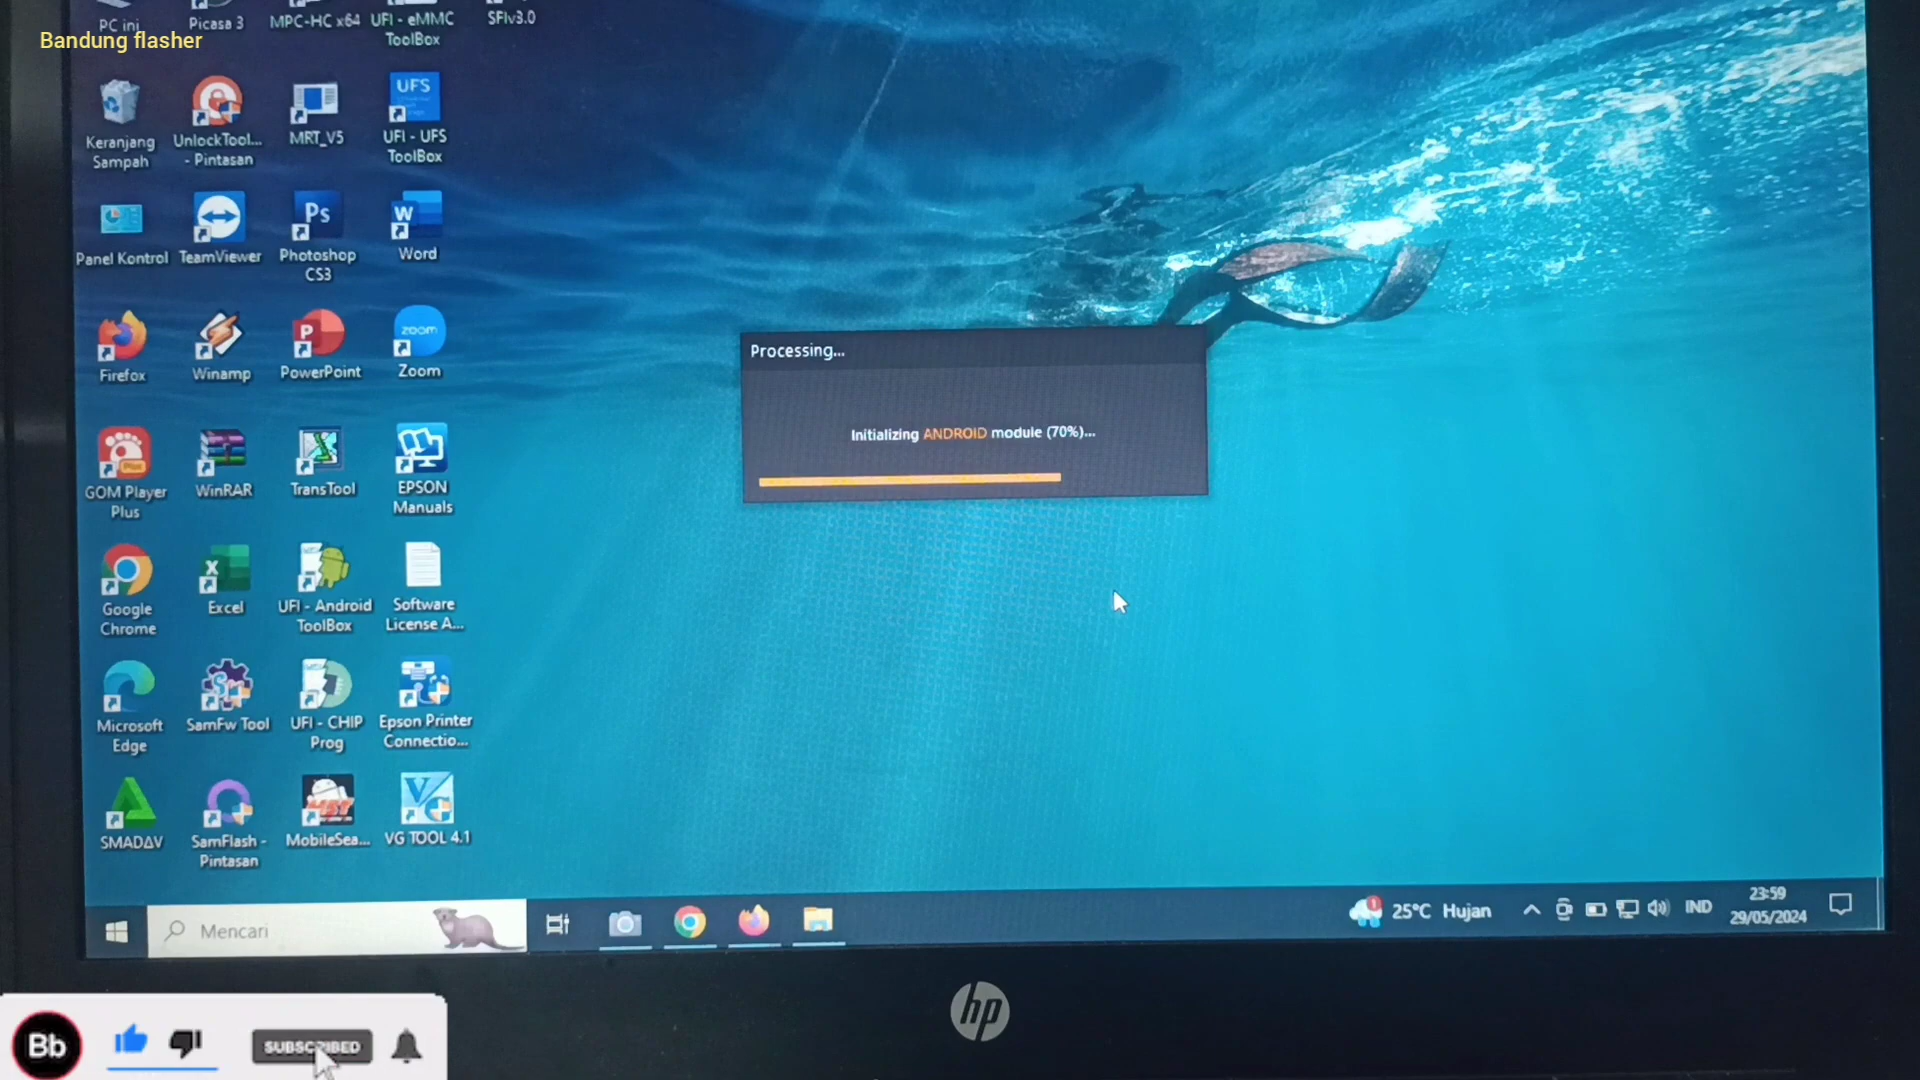 PC ini
Picasa 3
MPC-HC x64
UFI - eMMC
ToolBox
SFIv3.0
Bandung flasher
Keranjang
Sampah
UnlockTool...
- Pintasan
MRT_V5
UFS
UFI - UFS
ToolBox
Panel Kontrol
TeamViewer
Ps
Photoshop
CS3
W
Word
Firefox
Winamp
P
PowerPoint
zoom
Zoom
Plus
GOM Player
Plus
WinRAR
TransTool
EPSON
Manuals
Google
Chrome
X
Excel
UFI - Android
ToolBox
Software
License A...
Microsoft
Edge
SamFw Tool
UFI - CHIP
Prog
Epson Printer
Connectio...
SMADΔV
SamFlash -
Pintasan
MobileSea...
VG TOOL 4.1
Processing...
Initializing ANDROID module (70%)...
Mencari
1
25°C Hujan
IND
23:59
29/05/2024
hp
Bb
SUBSCRIBED